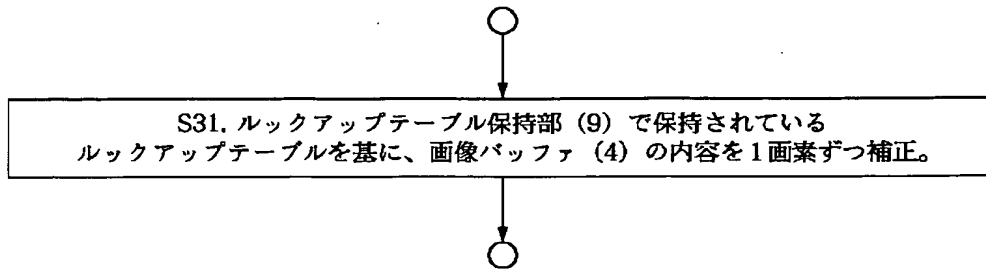 S31. ルックアップテーブル保持部（9）で保持されている
ルックアップテーブルを基に、画像バッファ（4）の内容を1画素ずつ補正。